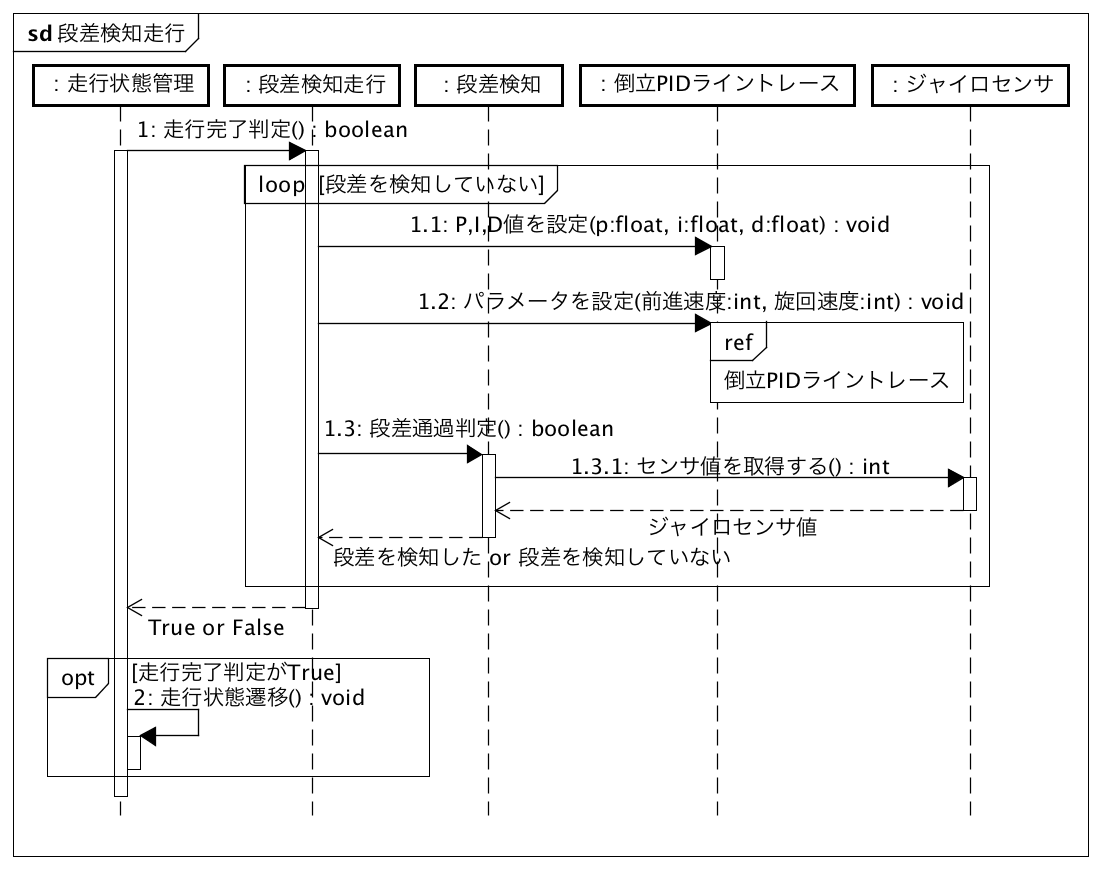 sd 段差検知走行
: 走行状態管理
: 段差検知走行
: 段差検知
: 倒立PIDライントレース
: ジャイロセンサ
1: 走行完了判定() : boolean
loop [段差を検知していない]
1.1: P,I,D値を設定(p:float, i:float, d:float) : void
1.2: パラメータを設定(前進速度:int, 旋回速度:int) : void
ref
倒立PIDライントレース
1.3: 段差通過判定() : boolean
1.3.1: センサ値を取得する() : int
ジャイロセンサ値
段差を検知した or 段差を検知していない
True or False
opt [走行完了判定がTrue]
2: 走行状態遷移() : void